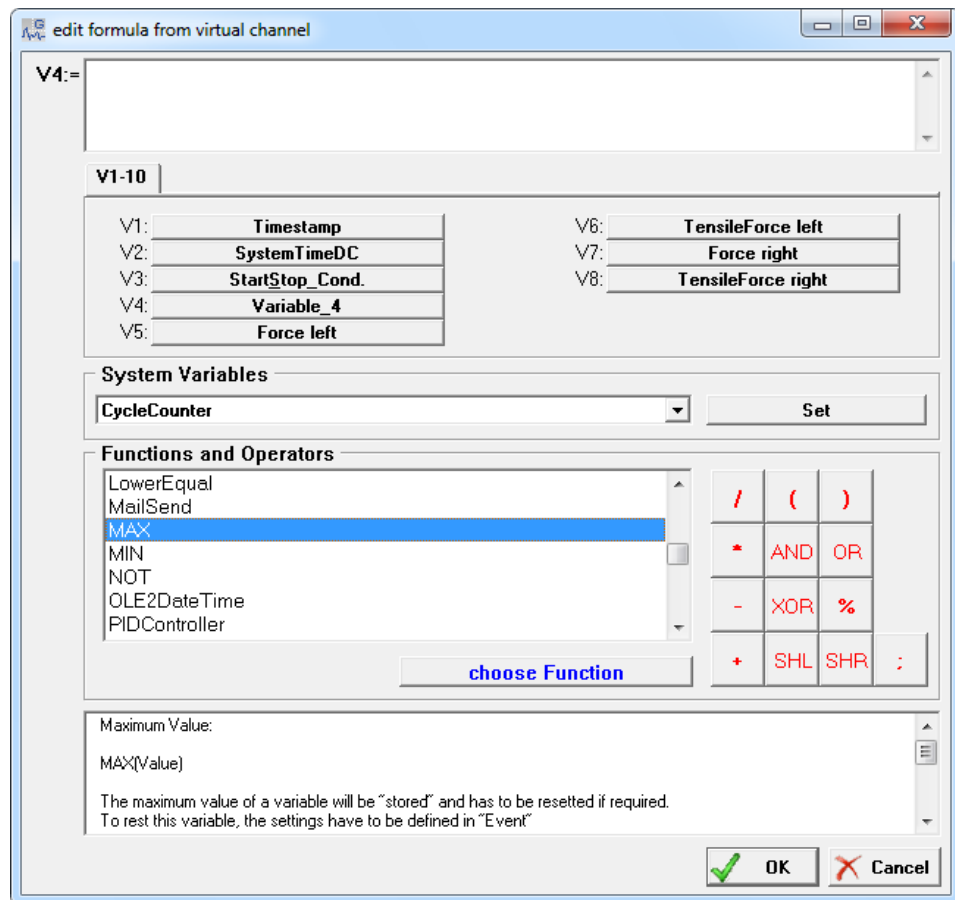 edit formula from virtual channel
V4:=
V1-10
V1: Timestamp
V2: SystemTimeDC
V3: StartStop_Cond.
V4: Variable_4
V5: Force left
V6: TensileForce left
V7: Force right
V8: TensileForce right
System Variables
CycleCounter
Set
Functions and Operators
LowerEqual
MailSend
MAX
MIN
NOT
OLE2DateTime
PIDController
/ ( )
* AND OR
- XOR %
+ SHL SHR ;
choose Function
Maximum Value:
MAX(Value)
The maximum value of a variable will be "stored" and has to be resetted if required.
To rest this variable, the settings have to be defined in "Event"
OK
Cancel